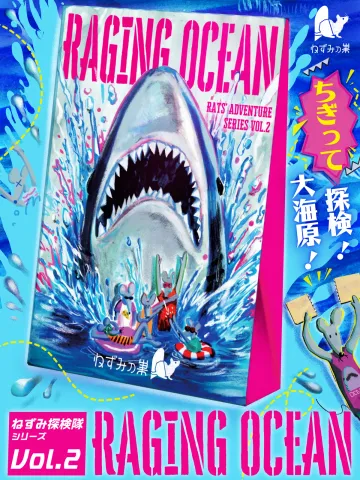 RAGING OCEAN
RATS' ADVENTURE
SERIES VOL.2
ねずみの巣
ねずみの巣
ちぎって
探検!
大海原!
ねずみ探検隊
シリーズ
Vol.2
RAGING OCEAN